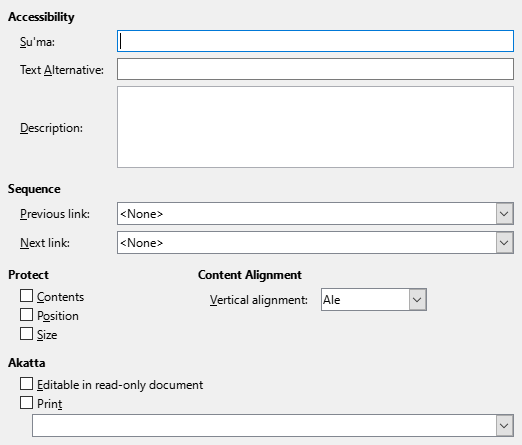 Accessibility
Su'ma:
Text Alternative:
Description:
Sequence
Previous link: <None>
Next link: <None>
Protect
Contents
Position
Size
Content Alignment
Vertical alignment: Ale
Akatta
Editable in read-only document
Print